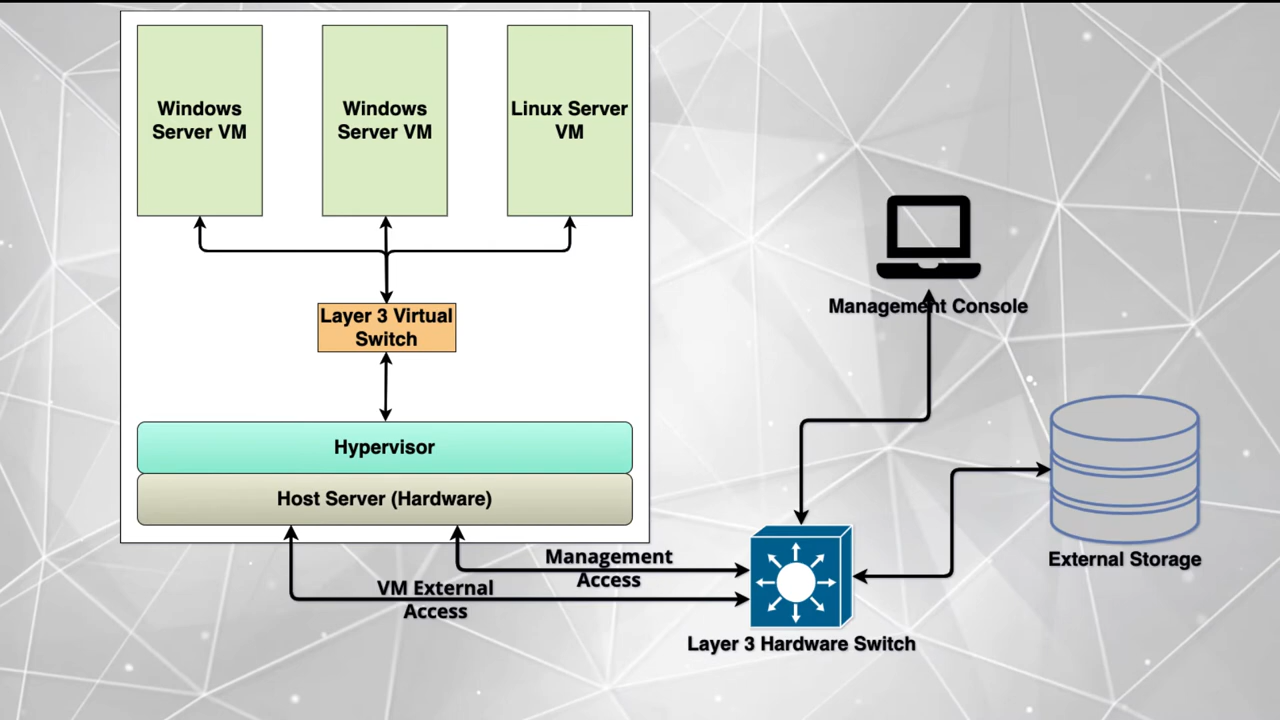 Windows
Server VM
Windows
Server VM
Linux Server
VM
Layer 3 Virtual
Switch
Hypervisor
Host Server (Hardware)
Management Console
External Storage
Management
Access
VM External
Access
Layer 3 Hardware Switch